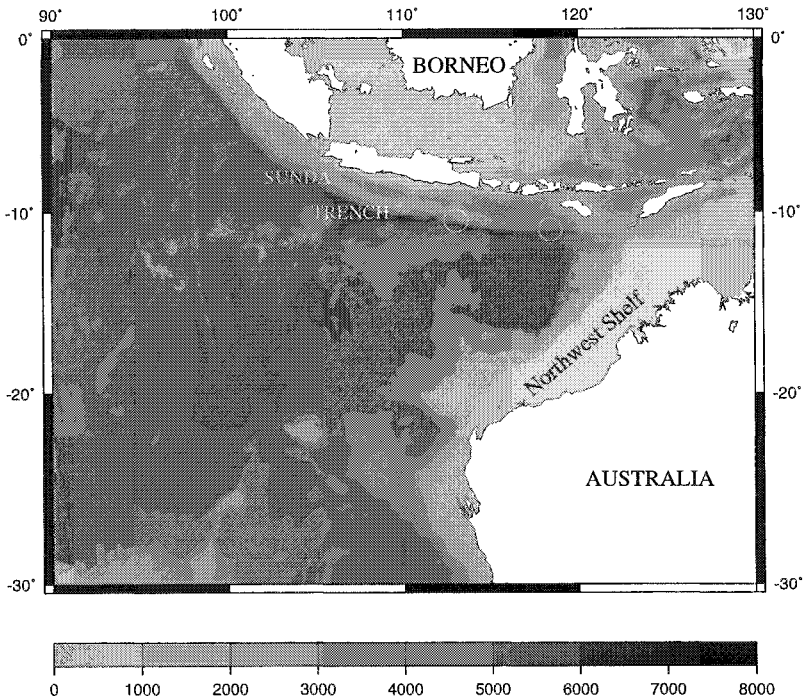 90˚ 100˚ 110˚ 120˚ 130˚
0˚ 0˚
BORNEO
SUNDA
TRENCH
-10˚ -10˚
Northwest Shelf
-20˚ -20˚
AUSTRALIA
-30˚ -30˚
0 1000 2000 3000 4000 5000 6000 7000 8000